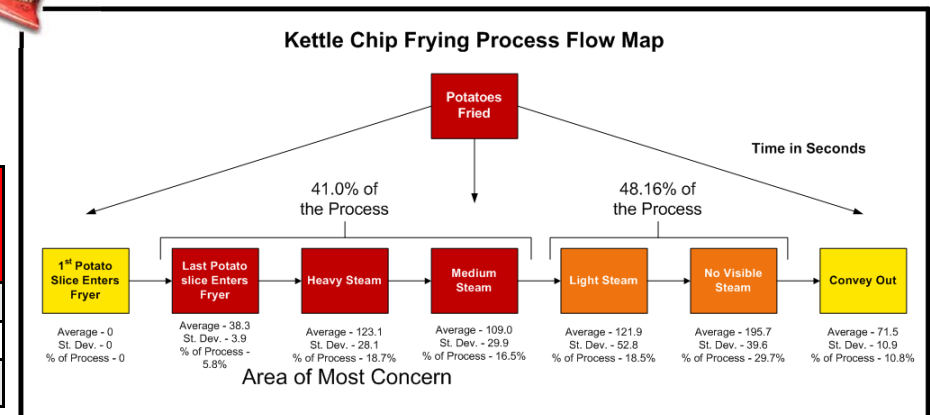 Kettle Chip Frying Process Flow Map
Potatoes
Fried
Time in Seconds
41.0% of
the Process
48.16% of
the Process
1st Potato
Slice Enters
Fryer
Last Potato
slice Enters
Fryer
Heavy Steam
Medium
Steam
Light Steam
No Visible
Steam
Convey Out
Average - 0
St. Dev. - 0
% of Process - 0
Average - 38.3
St. Dev. - 3.9
% of Process -
5.8%
Average - 123.1
St. Dev. - 28.1
% of Process - 18.7%
Average - 109.0
St. Dev. - 29.9
% of Process - 16.5%
Average - 121.9
St. Dev. - 52.8
% of Process - 18.5%
Average - 195.7
St. Dev. - 39.6
% of Process - 29.7%
Average - 71.5
St. Dev. - 10.9
% of Process - 10.8%
Area of Most Concern